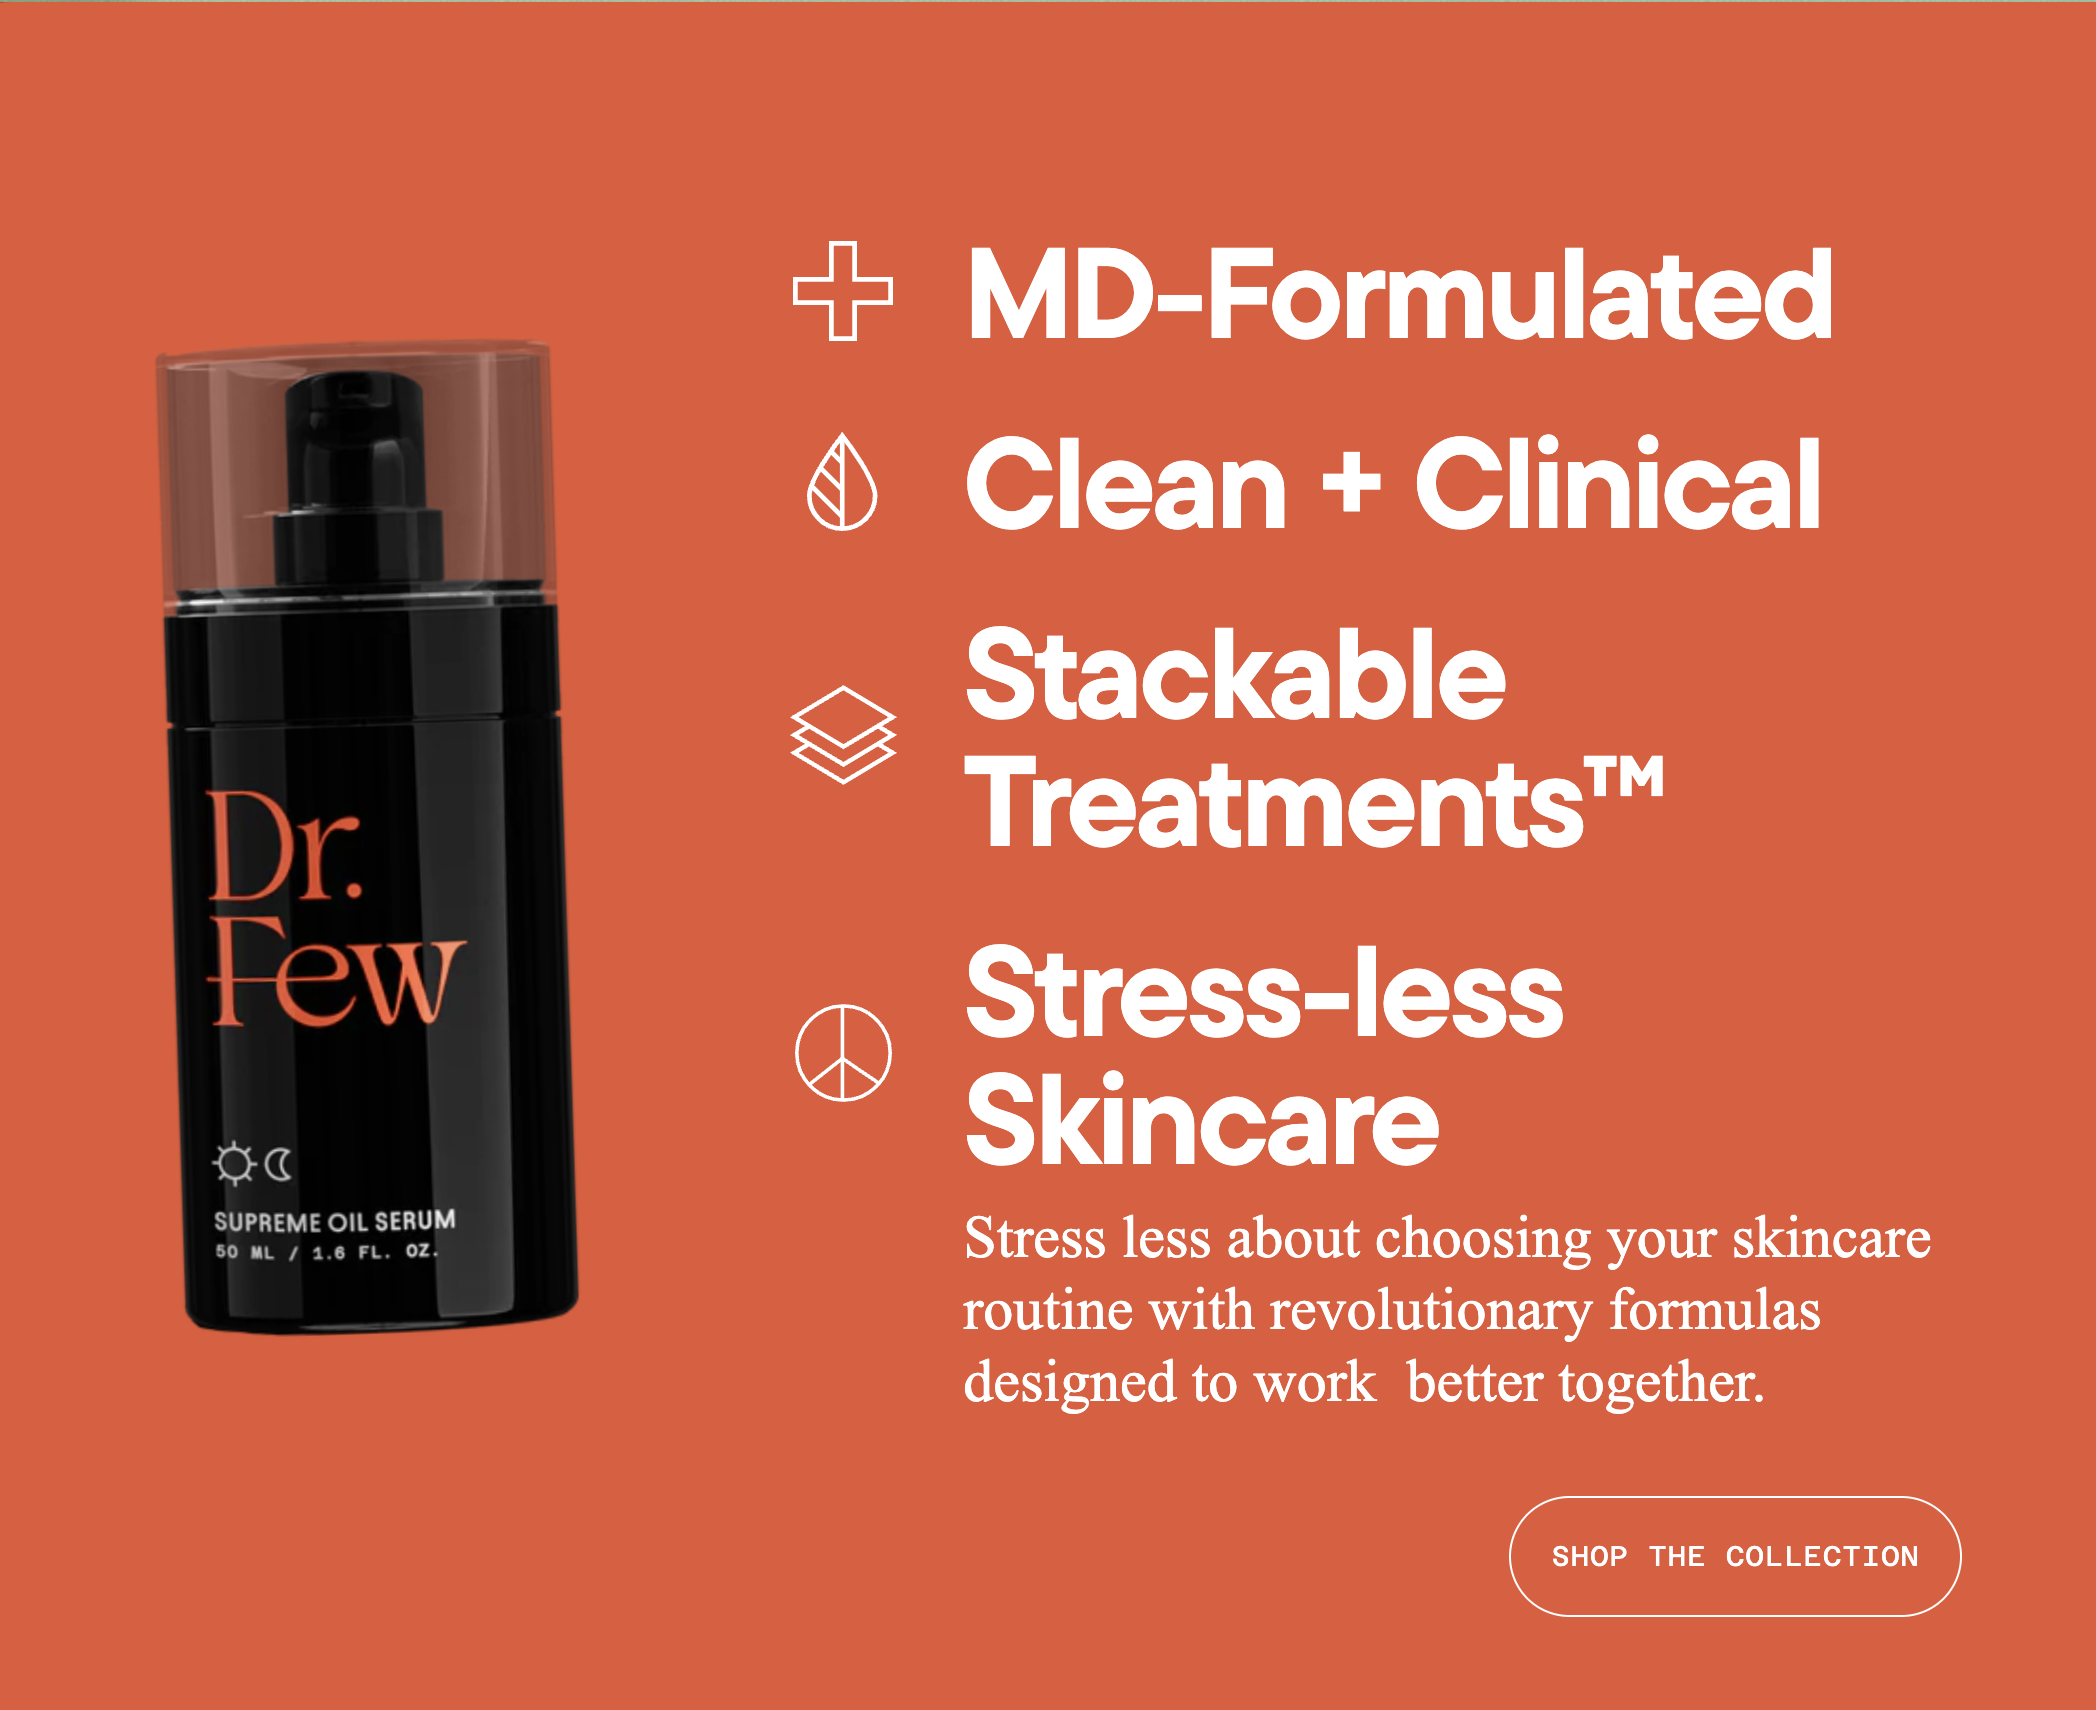 Dr.
Few
SUPREME OIL SERUM
50 ML / 1.6 FL. OZ.
MD-Formulated
Clean + Clinical
Stackable
Treatments™
Stress-less
Skincare
Stress less about choosing your skincare
routine with revolutionary formulas
designed to work  better together.
SHOP THE COLLECTION